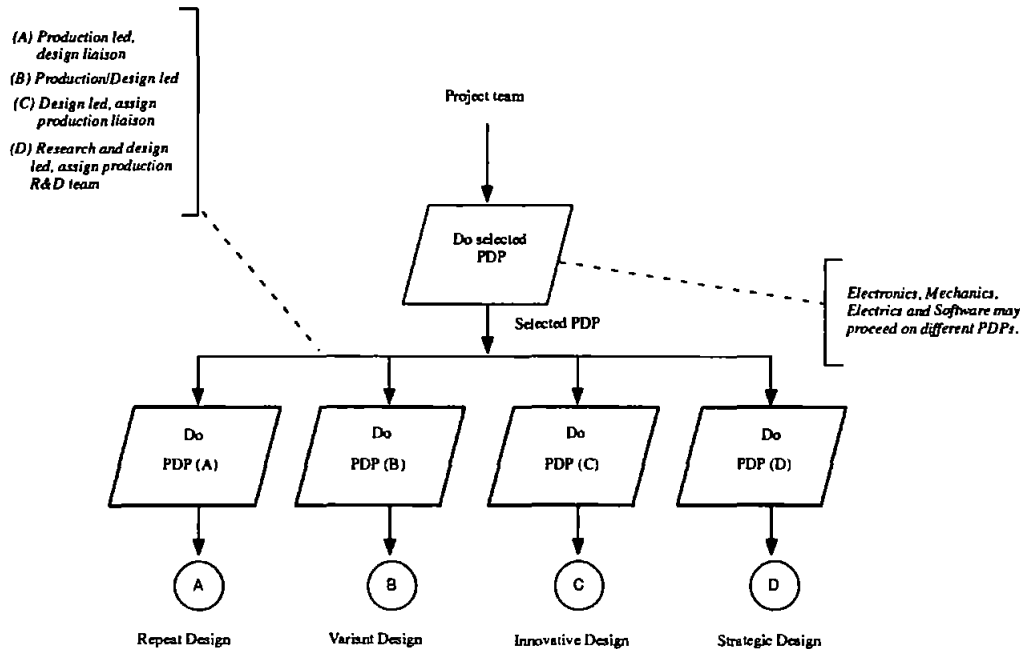 (A) Production led,
design liaison
(B) Production/Design led
(C) Design led, assign
production liaison
(D) Research and design
led, assign production
R&D team
Project team
Do selected
PDP
Electronics, Mechanics,
Electrics and Software may
proceed on different PDPs.
Selected PDP
Do
PDP (A)
Do
PDP (B)
Do
PDP (C)
Do
PDP (D)
A
B
C
D
Repeat Design
Variant Design
Innovative Design
Strategic Design